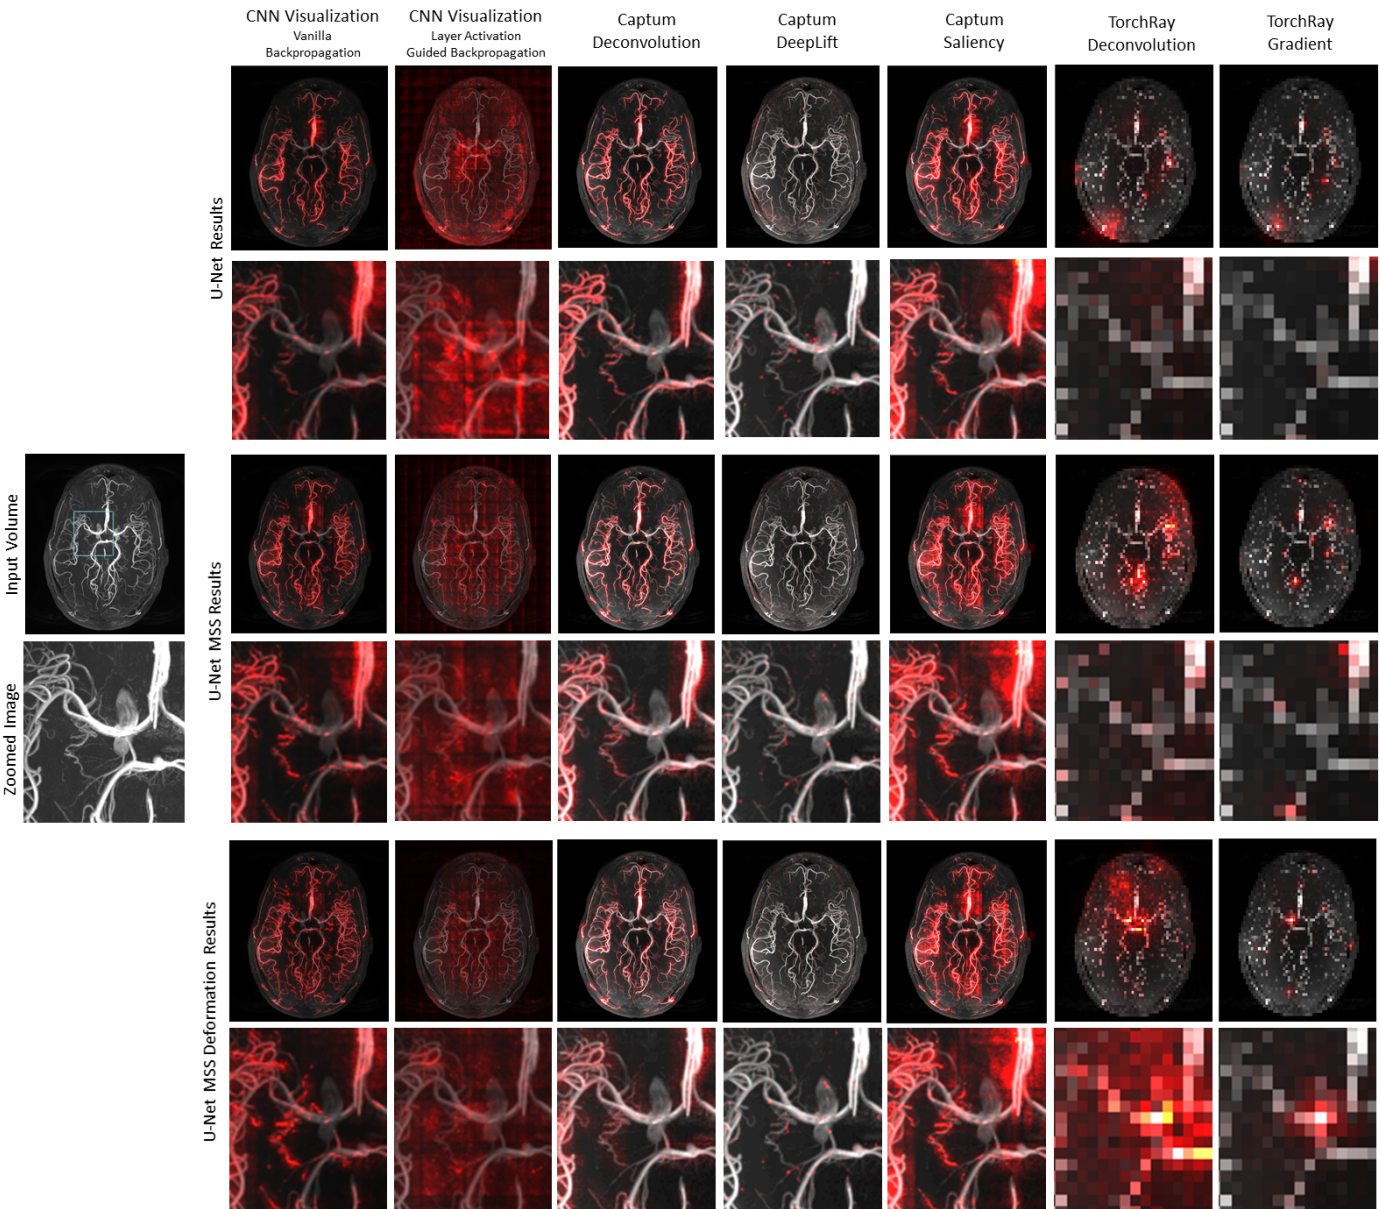 CNN Visualization
Vanilla
Backpropagation
CNN Visualization
Layer Activation
Guided Backpropagation
Captum
Deconvolution
Captum
DeepLift
Captum
Saliency
TorchRay
Deconvolution
TorchRay
Gradient
U-Net Results
Input Volume
U-Net MSS Results
Zoomed Image
U-Net MSS Deformation Results